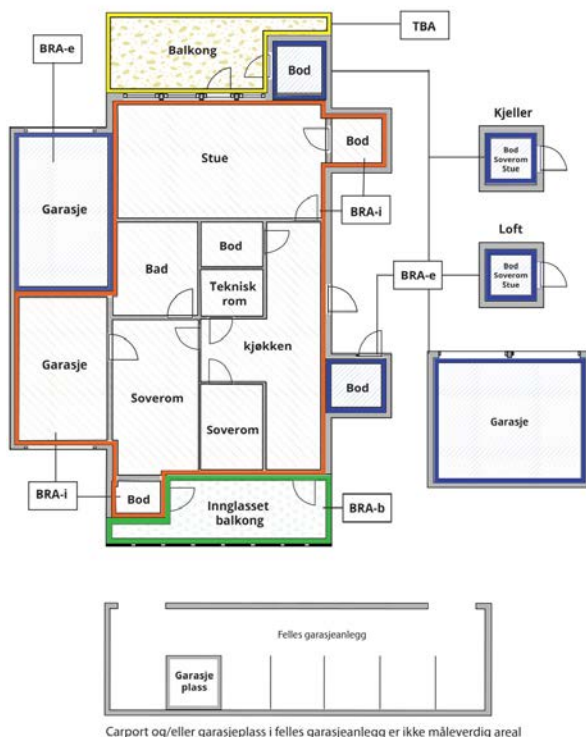 TBA
BRA-e
Balkong
Bod
Kjeller
Bod
Soverom
Stue
Stue
Bod
Garasje
BRA-i
Loft
Bod
Bad
Teknisk
rom
BRA-e
Bod
Soverom
Stue
Garasje
kjøkken
Soverom
Bod
Garasje
Soverom
BRA-i
Bod
Innglasset
balkong
BRA-b
Felles garasjeanlegg
Garasje
plass
Carport og/eller garasjeplass i felles garasjeanlegg er ikke måleverdig areal